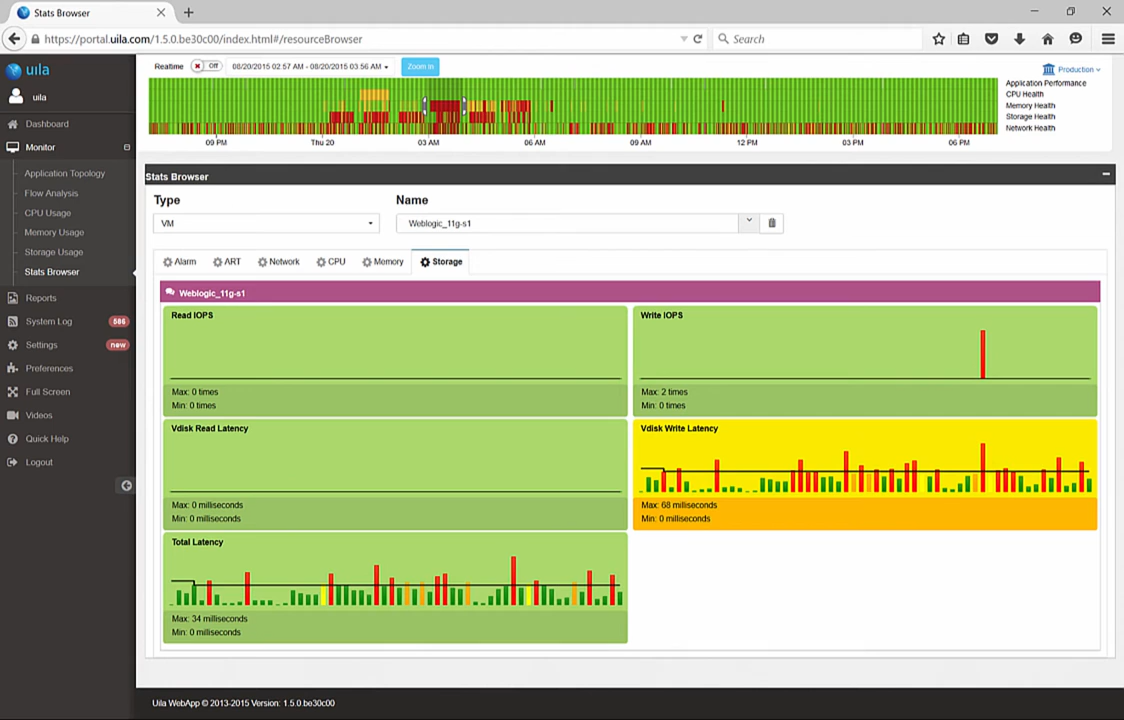 Stats Browser
https://portal.uila.com/1.5.0.be30c00/index.html#/resourceBrowser
Search
uila
Realtime Off 08/20/2015 02:57 AM - 08/20/2015 03:56 AM Zoom In
Production
Application Performance
CPU Health
Memory Health
Storage Health
Network Health
09 PM Thu 20 03 AM 06 AM 09 AM 12 PM 03 PM 06 PM
uila
Dashboard
Monitor
Application Topology
Flow Analysis
CPU Usage
Memory Usage
Storage Usage
Stats Browser
Reports
System Log 586
Settings new
Preferences
Full Screen
Videos
Quick Help
Logout
Stats Browser
Type Name
VM Weblogic_11g-s1
Alarm ART Network CPU Memory Storage
Weblogic_11g-s1
Read IOPS
Max: 0 times
Min: 0 times
Write IOPS
Max: 2 times
Min: 0 times
Vdisk Read Latency
Max: 0 milliseconds
Min: 0 milliseconds
Vdisk Write Latency
Max: 68 milliseconds
Min: 0 milliseconds
Total Latency
Max: 34 milliseconds
Min: 0 milliseconds
Uila WebApp © 2013-2015 Version: 1.5.0.be30c00